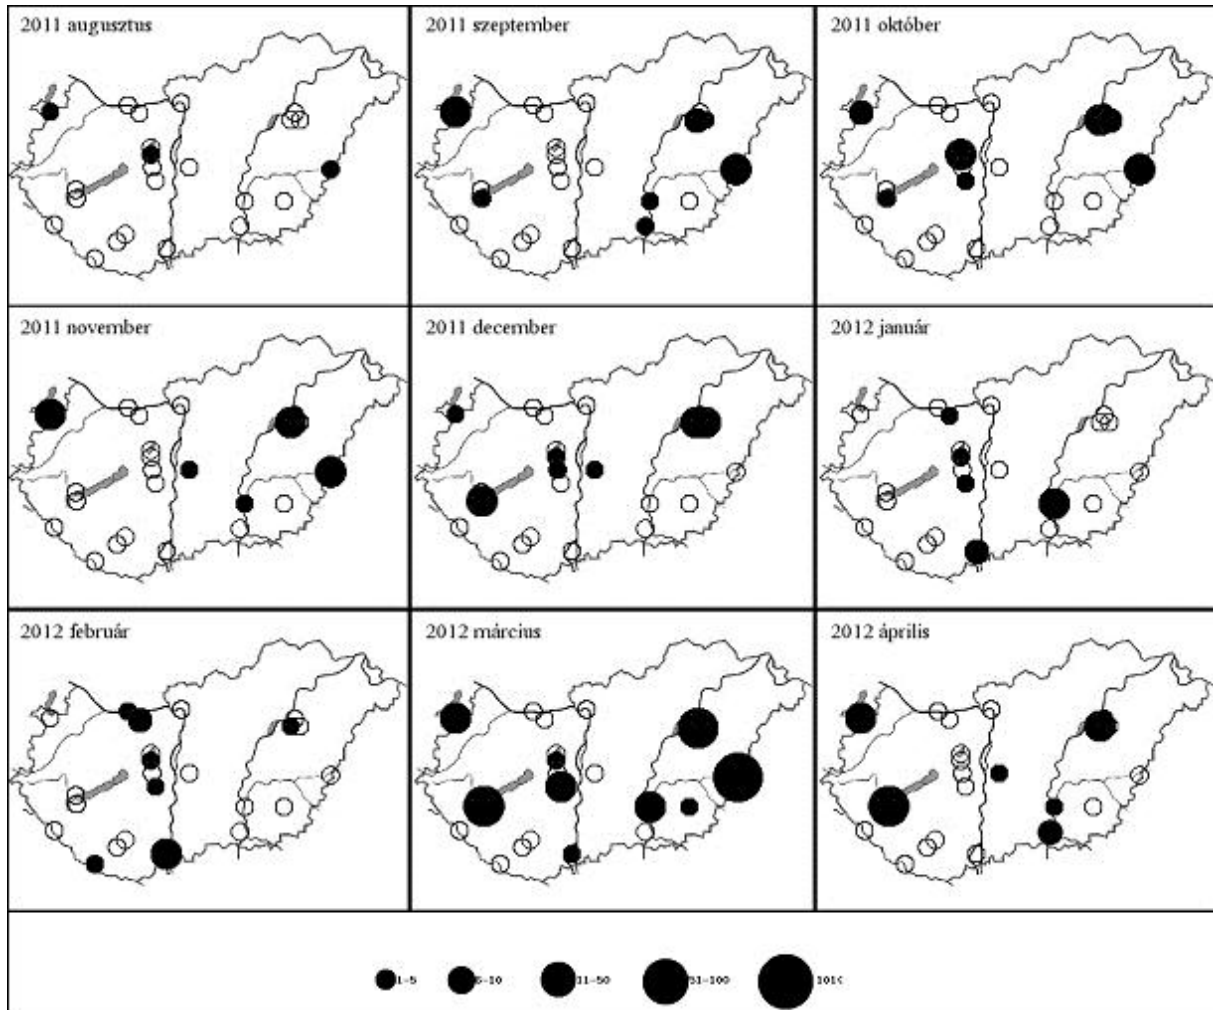 2011 augusztus
2011 szeptember
2011 október
2011 november
2011 december
2012 január
2012 február
2012 március
2012 április
1-5
6-10
11-50
51-100
101<